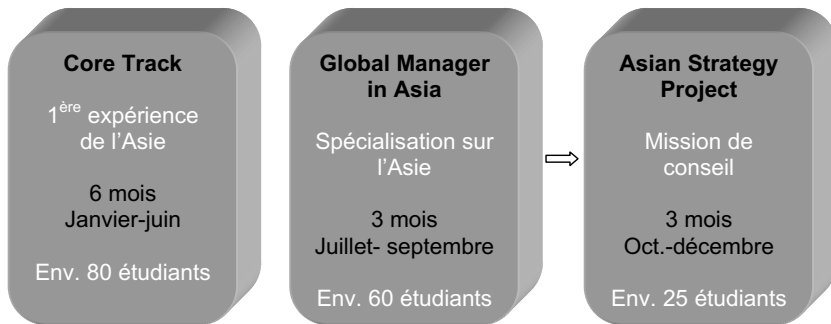 Core Track
1ère expérience
de l’Asie
6 mois
Janvier-juin
Env. 80 étudiants
Global Manager
in Asia
Spécialisation sur
l’Asie
3 mois
Juillet- septembre
Env. 60 étudiants
Asian Strategy
Project
Mission de
conseil
3 mois
Oct.-décembre
Env. 25 étudiants